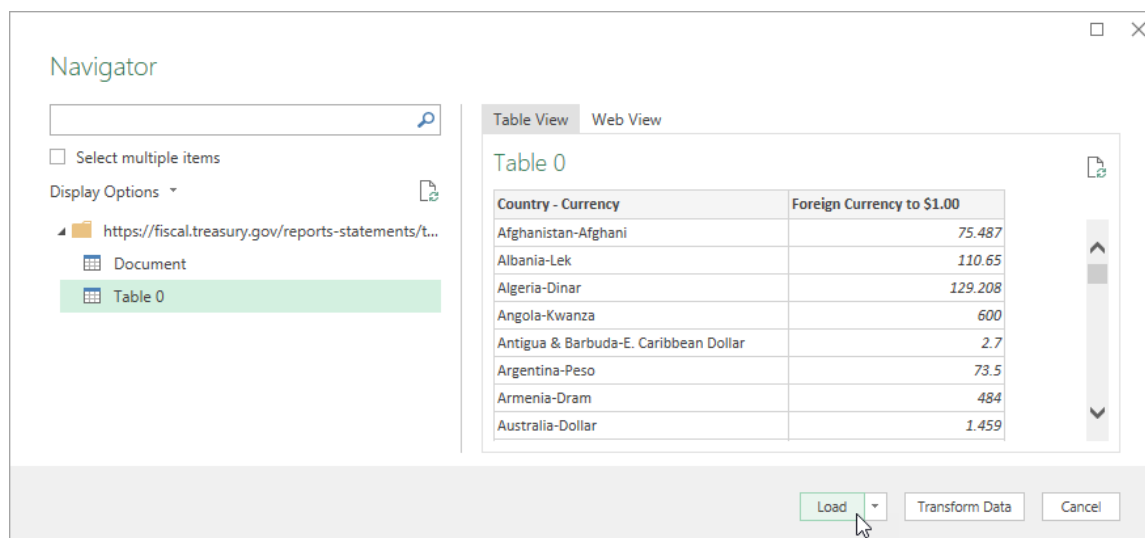 Navigator
Select multiple items
Display Options
https://fiscal.treasury.gov/reports-statements/t...
Document
Table 0
Table View Web View
Table 0
Country - Currency Foreign Currency to $1.00
Afghanistan-Afghani 75.487
Albania-Lek 110.65
Algeria-Dinar 129.208
Angola-Kwanza 600
Antigua & Barbuda-E. Caribbean Dollar 2.7
Argentina-Peso 73.5
Armenia-Dram 484
Australia-Dollar 1.459
Load Transform Data Cancel